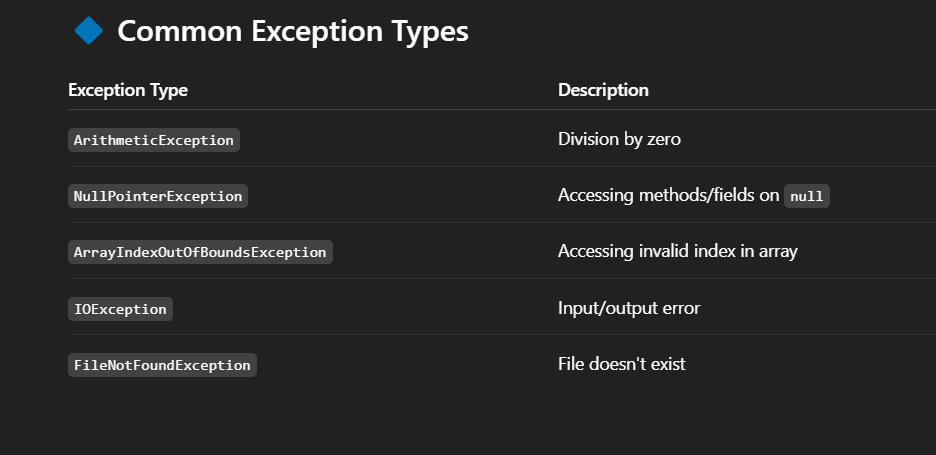 Common Exception Types
Exception Type Description
ArithmeticException Division by zero
NullPointerException Accessing methods/fields on null
ArrayIndexOutOfBoundsException Accessing invalid index in array
IOException Input/output error
FileNotFoundException File doesn't exist